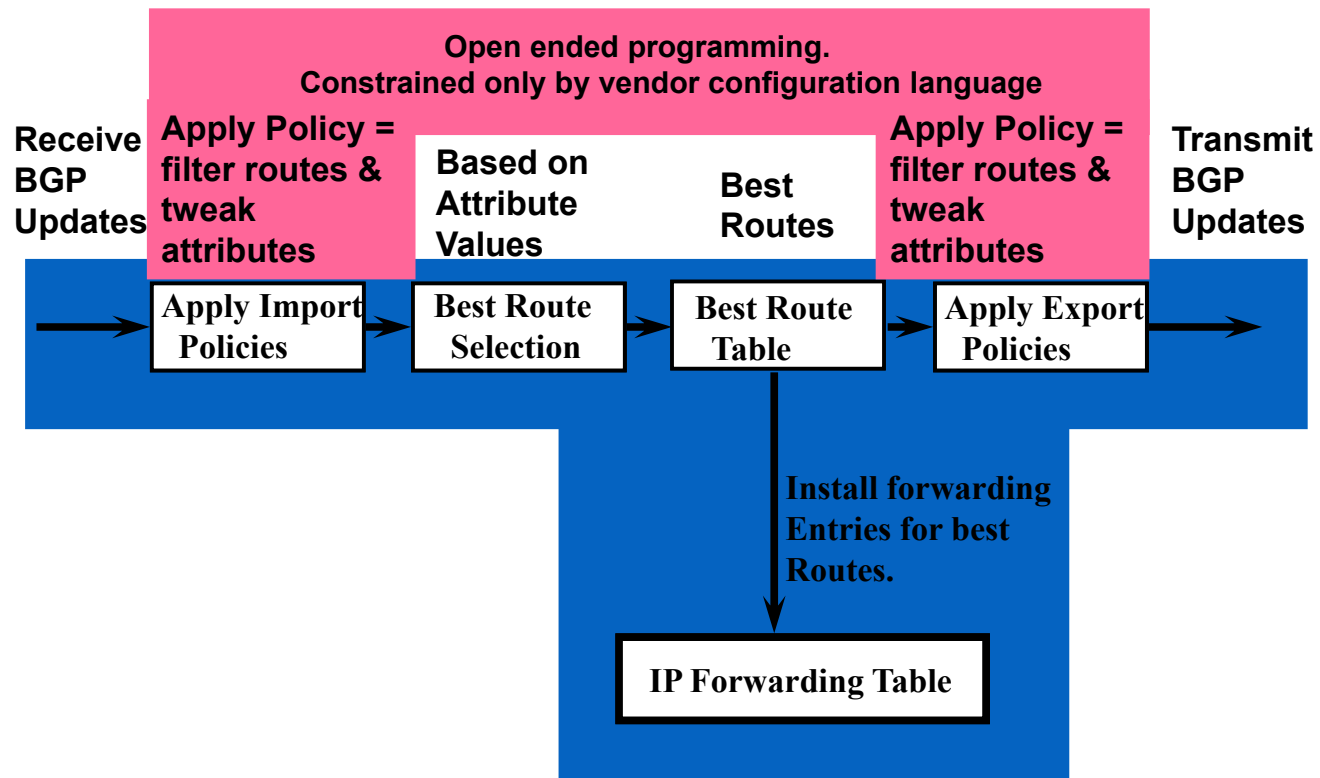 Open ended programming.
Constrained only by vendor configuration language
Receive
BGP
Updates
Apply Policy =
filter routes &
tweak
attributes
Based on
Attribute
Values
Best
Routes
Apply Policy =
filter routes &
tweak
attributes
Transmit
BGP
Updates
Apply Import
Policies
Best Route
Selection
Best Route
Table
Apply Export
Policies
Install forwarding
Entries for best
Routes.
IP Forwarding Table